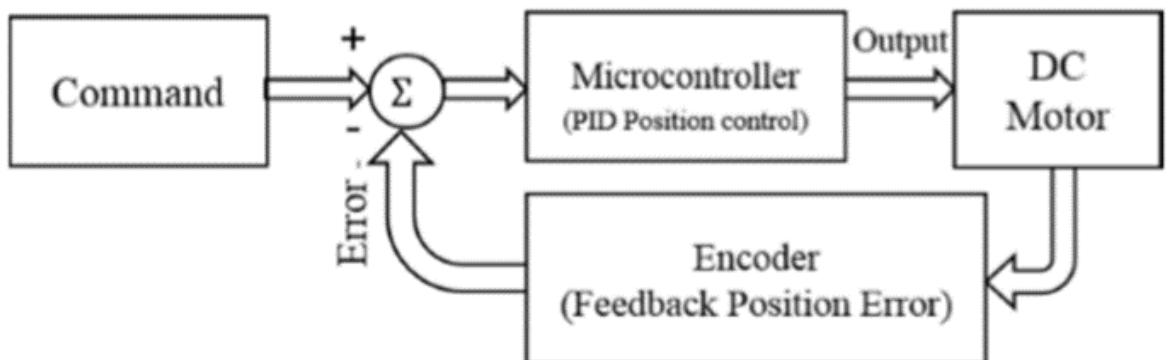 Command
+
Σ
-
Error
Microcontroller
(PID Position control)
Output
DC
Motor
Encoder
(Feedback Position Error)